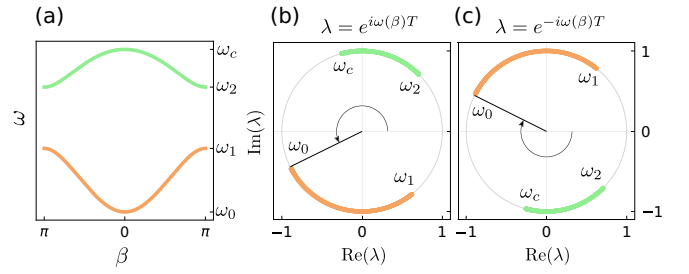 (a)
ω
ω_c
ω_2
ω_1
ω_0
π 0 π
β
(b)
λ = e^{iω(β)T}
Im(λ)
ω_c
ω_2
ω_0
ω_1
−1 0 1
Re(λ)
(c)
λ = e^{−iω(β)T}
ω_1
ω_0
ω_2
ω_c
1
0
−1
−1 0 1
Re(λ)